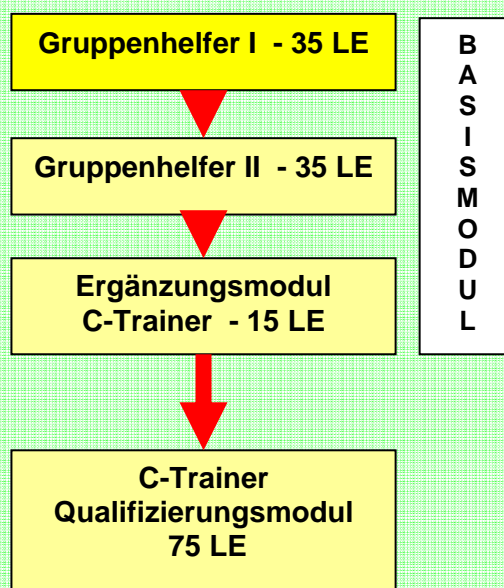 Gruppenhelfer I - 35 LE
Gruppenhelfer II - 35 LE
Ergänzungsmodul
C-Trainer - 15 LE
C-Trainer
Qualifizierungsmodul
75 LE
B
A
S
I
S
M
O
D
U
L